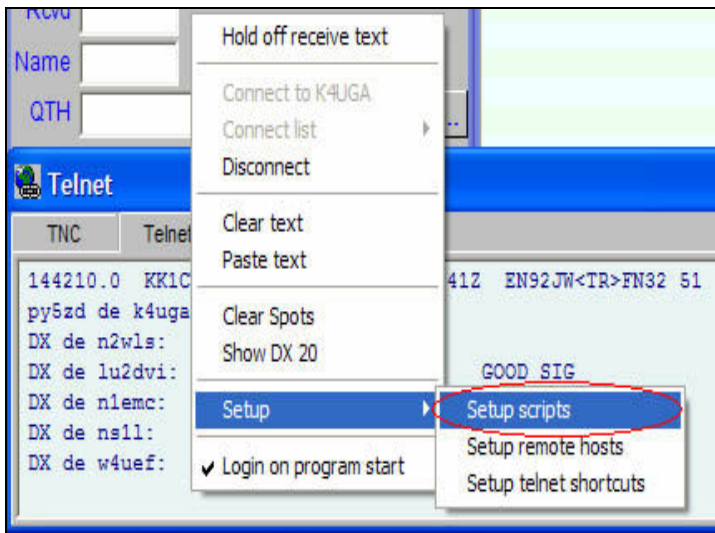 Rcvd
Name
QTH
..
Hold off receive text
Connect to K4UGA
Connect list
Disconnect
Clear text
Paste text
Clear Spots
Show DX 20
Setup
Login on program start
Setup scripts
Setup remote hosts
Setup telnet shortcuts
Telnet
TNC Telnet
144210.0 KK1C 41Z EN92JW<TR>FN32 51
py5zd de k4uga
DX de n2wls:
DX de lu2dvi: GOOD SIG
DX de n1emc:
DX de ns1l:
DX de w4uef: